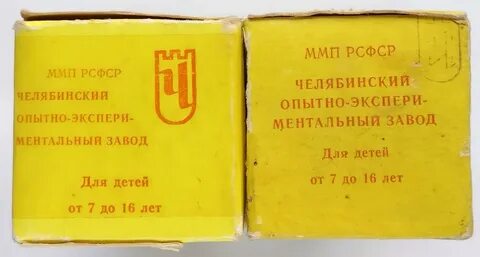 ММП РСФСР
ЧЕЛЯБИНСКИЙ
ОПЫТНО-ЭКСПЕРИ-
МЕНТАЛЬНЫЙ ЗАВОД
Для детей
от 7 до 16 лет
ММП РСФСР
ЧЕЛЯБИНСКИЙ
ОПЫТНО-ЭКСПЕРИ-
МЕНТАЛЬНЫЙ ЗАВОД
Для детей
от 7 до 16 лет